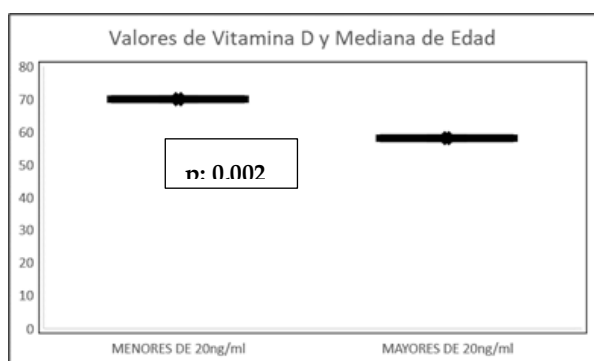 Valores de Vitamina D y Mediana de Edad
80
70
60
50
40
30
20
10
0
p: 0.002
MENORES DE 20ng/ml
MAYORES DE 20ng/ml